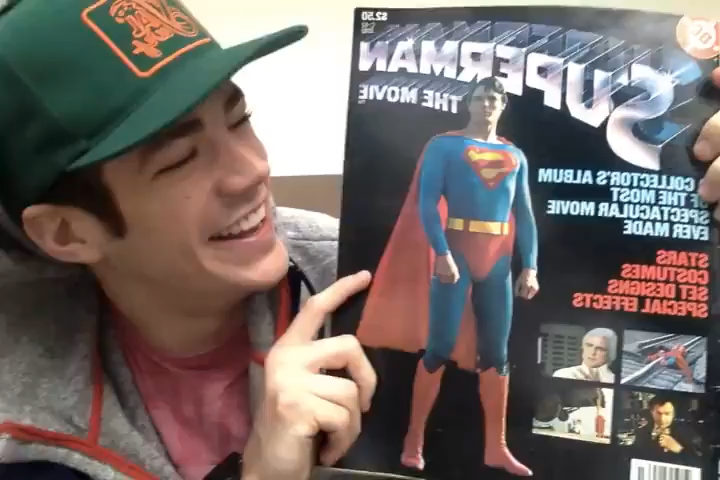 $2.50
SUPERMAN
THE MOVIE
COLLECTOR'S ALBUM
OF THE MOST
SPECTACULAR MOVIE
EVER MADE
STARS
COSTUMES
SET DESIGNS
SPECIAL EFFECTS